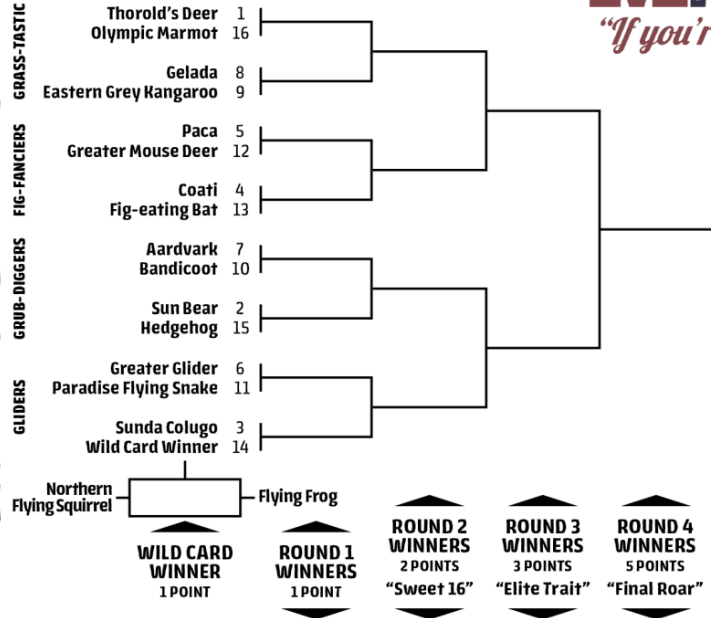 GRASS-TASTIC
Thorold's Deer 1
Olympic Marmot 16
Gelada 8
Eastern Grey Kangaroo 9
FIG-FANCIERS
Paca 5
Greater Mouse Deer 12
Coati 4
Fig-eating Bat 13
GRUB-DIGGERS
Aardvark 7
Bandicoot 10
Sun Bear 2
Hedgehog 15
GLIDERS
Greater Glider 6
Paradise Flying Snake 11
Sunda Colugo 3
Wild Card Winner 14
Northern
Flying Squirrel
Flying Frog
WILD CARD
WINNER
1 POINT
ROUND 1
WINNERS
1 POINT
ROUND 2
WINNERS
2 POINTS
"Sweet 16"
ROUND 3
WINNERS
3 POINTS
"Elite Trait"
ROUND 4
WINNERS
5 POINTS
"Final Roar"
"If you'r